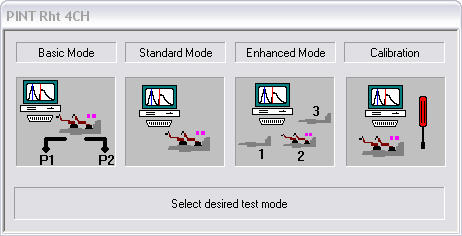 PINT Rht 4CH
Basic Mode
Standard Mode
Enhanced Mode
Calibration
P1 P2
3
1 2
Select desired test mode